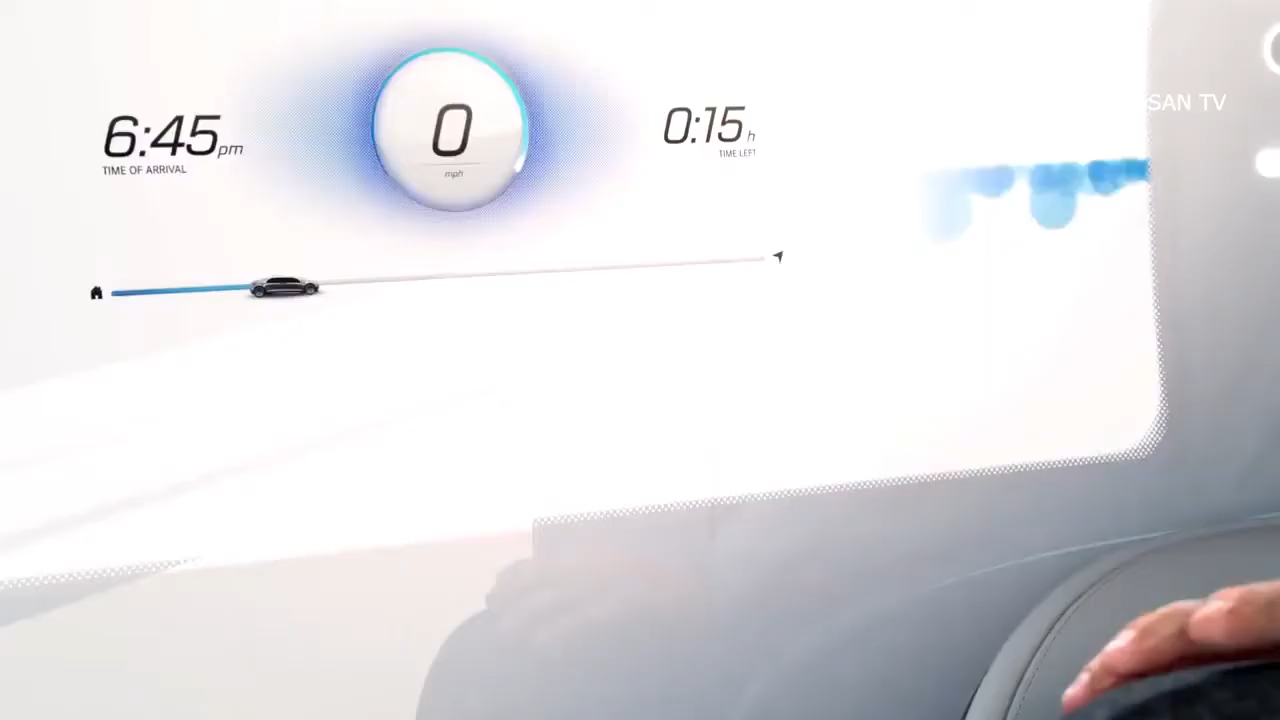 6:45pm
TIME OF ARRIVAL
0
mph
0:15h
TIME LEFT
SAN TV